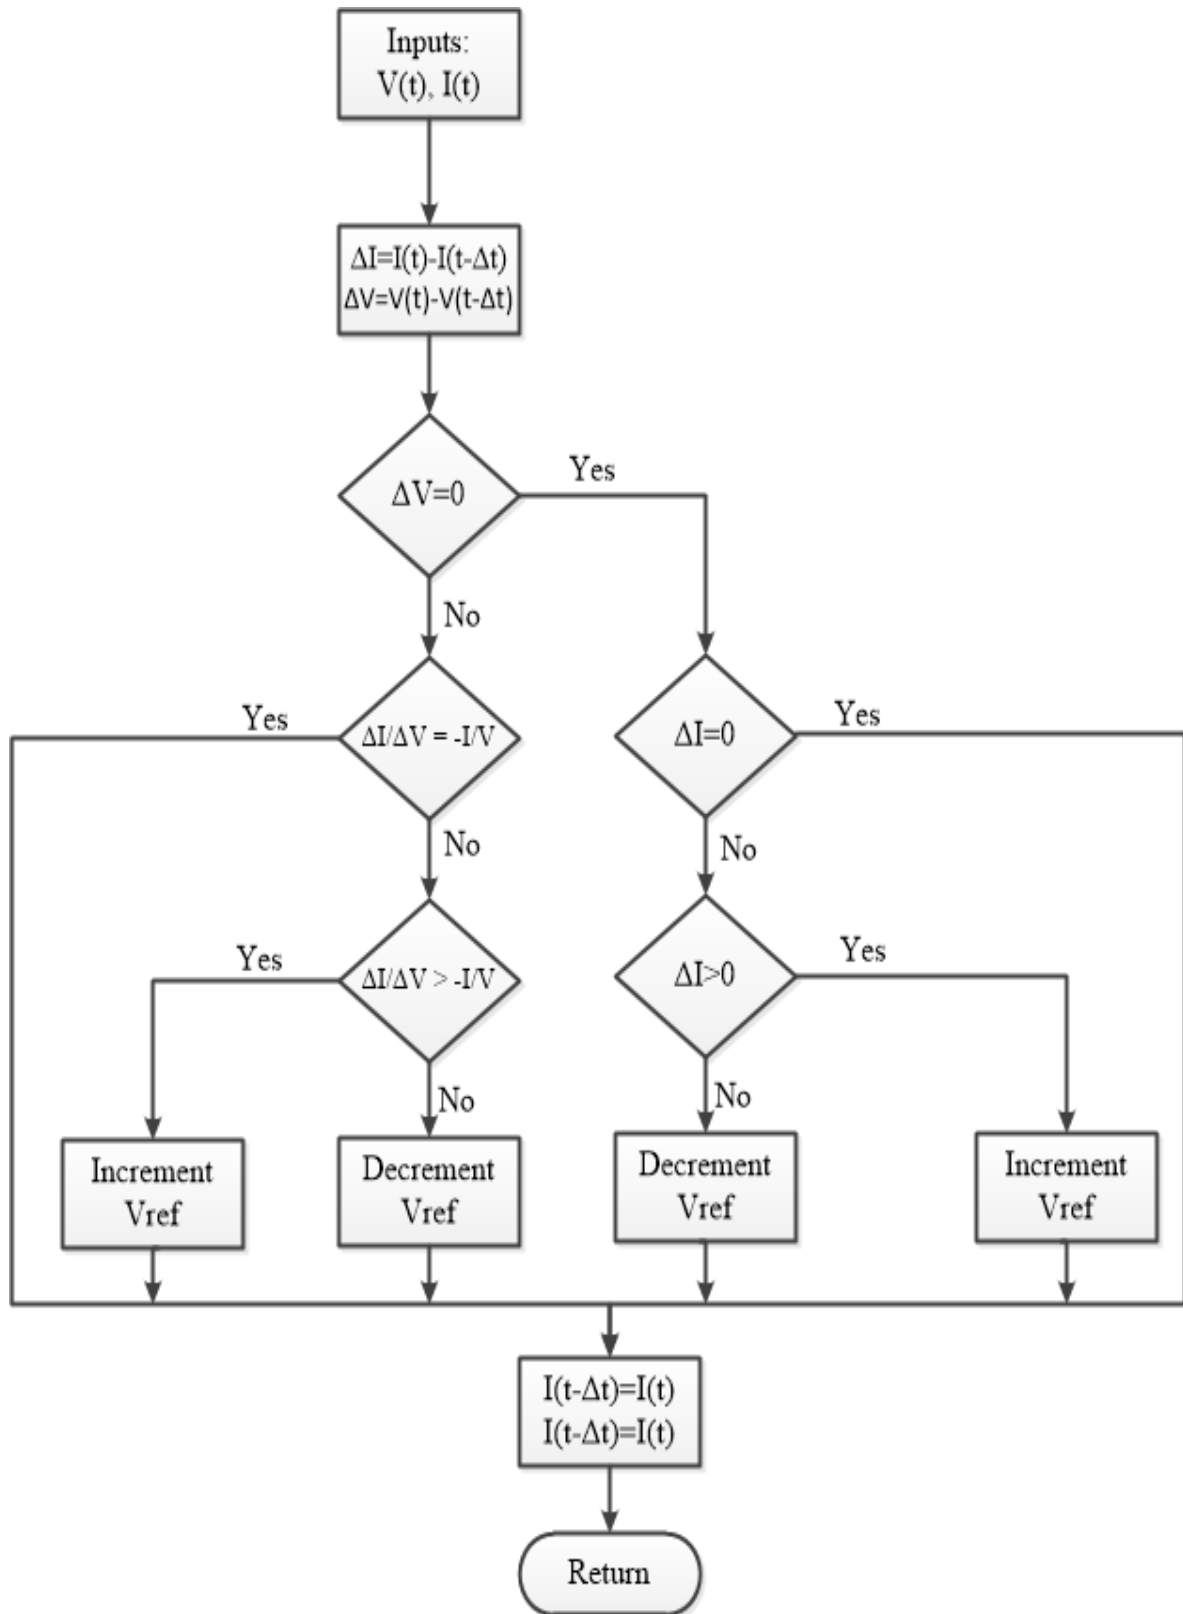 Inputs:
V(t), I(t)
ΔI=I(t)-I(t-Δt)
ΔV=V(t)-V(t-Δt)
ΔV=0
Yes
No
ΔI/ΔV = -I/V
Yes
No
ΔI=0
Yes
No
ΔI/ΔV > -I/V
Yes
No
ΔI>0
Yes
No
Increment
Vref
Decrement
Vref
Decrement
Vref
Increment
Vref
I(t-Δt)=I(t)
I(t-Δt)=I(t)
Return